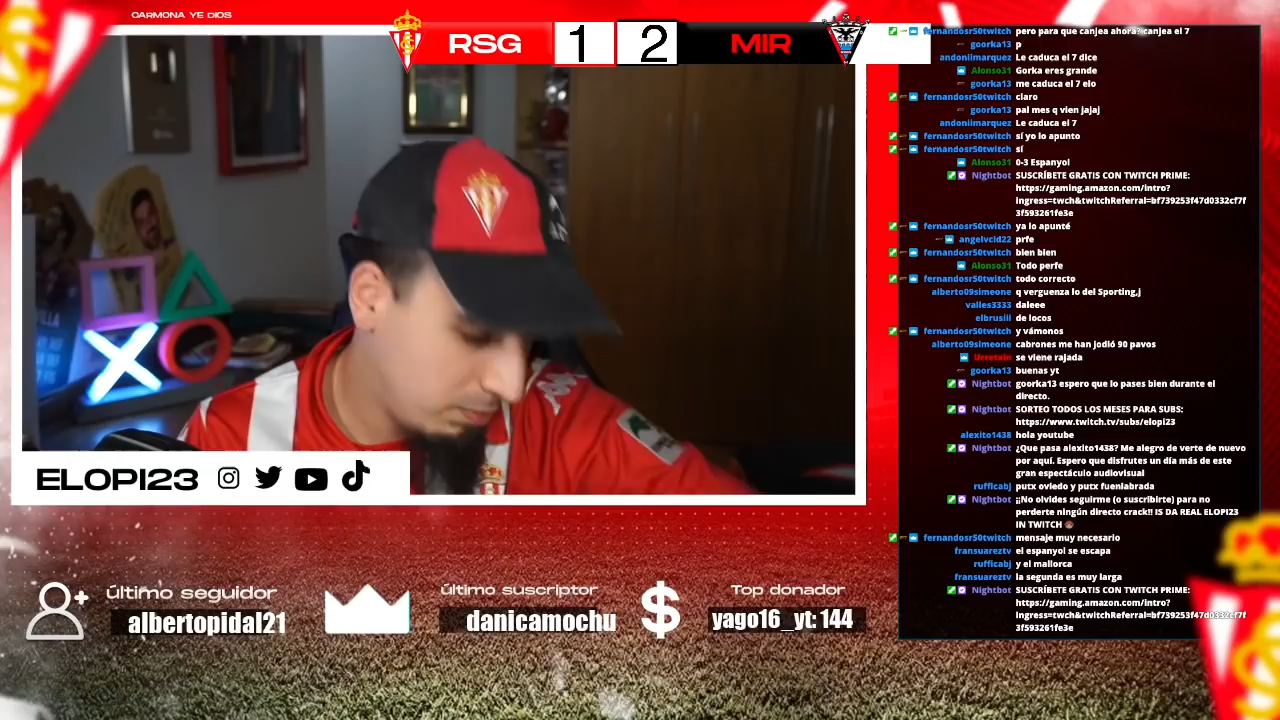 CARMONA YE DIOS
RSG 1 2 MIR
ELOPI23
último seguidor
albertopidal21
último suscriptor
danicamochu
Top donador
yago16_yt: 144
fernandosr50twitch pero para que canjea ahora? canjea el 7
goorka13 p
andoniimarquez Le caduca el 7 dice
Alonso31 Gorka eres grande
goorka13 me caduca el 7 elo
fernandosr50twitch claro
goorka13 pal mes q vien jajaj
andoniimarquez Le caduca el 7
fernandosr50twitch sí yo lo apunto
fernandosr50twitch sí
Alonso31 0-3 Espanyol
Nightbot SUSCRÍBETE GRATIS CON TWITCH PRIME:
https://gaming.amazon.com/intro?
ingress=twch&twitchReferral=bf739253f47d0332cf7f
3f593261fe3e
fernandosr50twitch ya lo apunté
angelvcld22 prfe
fernandosr50twitch bien bien
Alonso31 Todo perfe
fernandosr50twitch todo correcto
alberto09simeone q verguenza lo del Sporting,j
valles3333 daleee
elbrusiii de locos
fernandosr50twitch y vámonos
alberto09simeone cabrones me han jodió 90 pavos
Urretxin se viene rajada
goorka13 buenas yt
Nightbot goorka13 espero que lo pases bien durante el
directo.
Nightbot SORTEO TODOS LOS MESES PARA SUBS:
https://www.twitch.tv/subs/elopi23
alexito1438 hola youtube
Nightbot ¿Que pasa alexito1438? Me alegro de verte de nuevo
por aquí. Espero que disfrutes un día más de este
gran espectáculo audiovisual
rufficabj putx oviedo y putx fuenlabrada
Nightbot ¡¡No olvides seguirme (o suscribirte) para no
perderte ningún directo crack!! IS DA REAL ELOPI23
IN TWITCH
fernandosr50twitch mensaje muy necesario
fransuareztv el espanyol se escapa
rufficabj y el mallorca
fransuareztv la segunda es muy larga
Nightbot SUSCRÍBETE GRATIS CON TWITCH PRIME:
https://gaming.amazon.com/intro?
ingress=twch&twitchReferral=bf739253f47d0332cf7f
3f593261fe3e